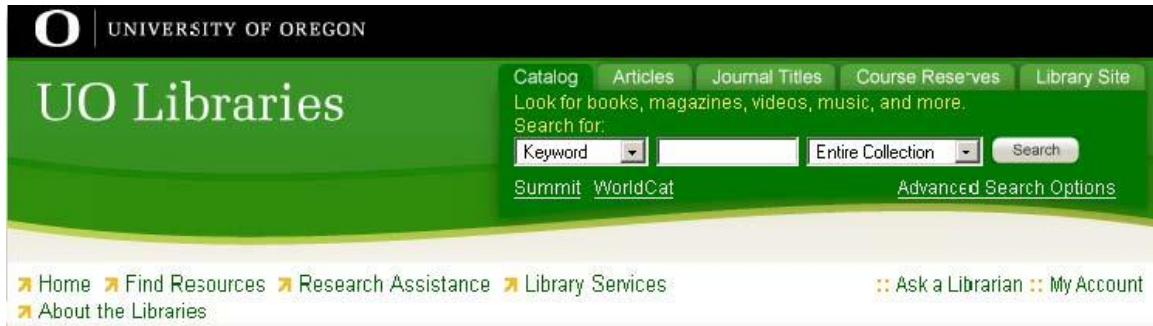 O UNIVERSITY OF OREGON
UO Libraries
Catalog Articles Journal Titles Course Reserves Library Site
Look for books, magazines, videos, music, and more.
Search for:
Keyword Entire Collection Search
Summit WorldCat Advanced Search Options
Home Find Resources Research Assistance Library Services :: Ask a Librarian :: My Account
About the Libraries